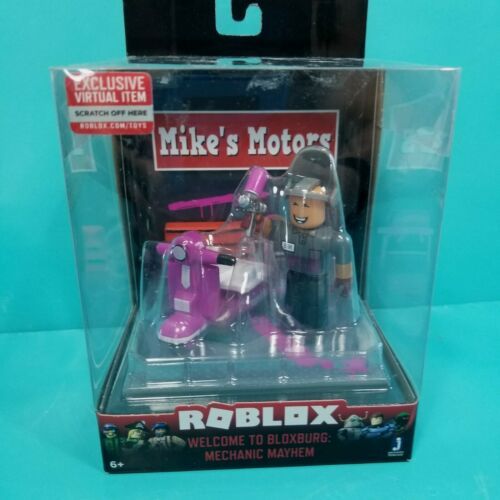 EXCLUSIVE
VIRTUAL ITEM
SCRATCH OFF HERE
ROBLOX.COM/TOYS
Mike's Motors
ROBLOX
WELCOME TO BLOXBURG:
MECHANIC MAYHEM
6+
J